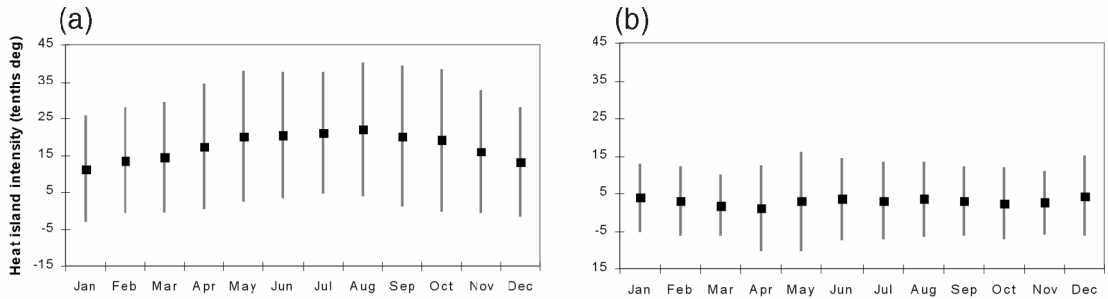 (a)
(b)
Heat island intensity (tenths deg)
45
35
25
15
5
-5
-15
Jan Feb Mar Apr May Jun Jul Aug Sep Oct Nov Dec
45
35
25
15
5
-5
15
Jan Feb Mar Apr May Jun Jul Aug Sep Oct Nov Dec